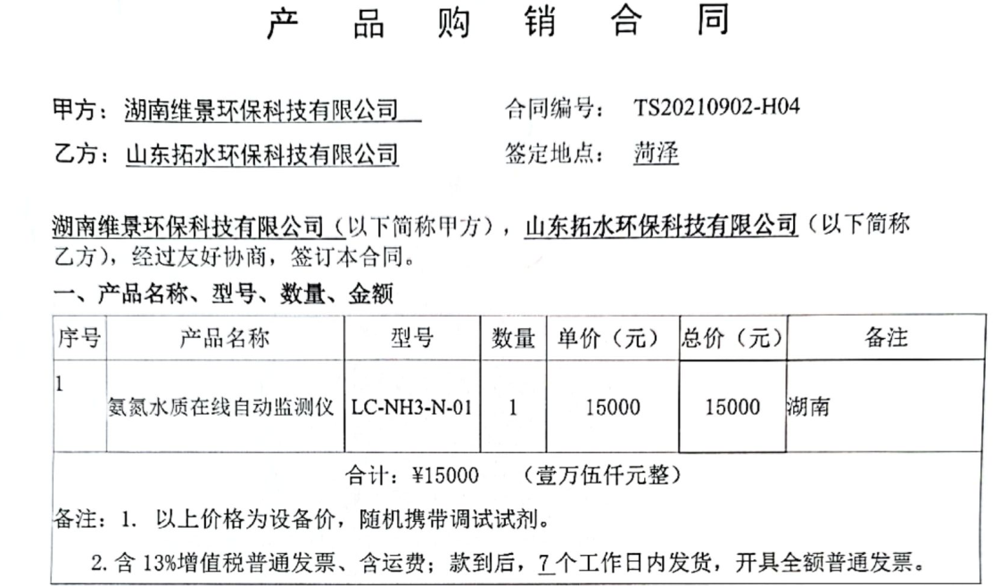 产品购销合同
甲方：湖南维景环保科技有限公司 合同编号： TS20210902-H04
乙方：山东拓水环保科技有限公司 签定地点： 菏泽
湖南维景环保科技有限公司（以下简称甲方），山东拓水环保科技有限公司（以下简称
乙方），经过友好协商，签订本合同。
一、产品名称、型号、数量、金额
序号 产品名称 型号 数量 单价（元） 总价（元） 备注
1 氨氮水质在线自动监测仪 LC-NH3-N-01 1 15000 15000 湖南
合计：¥15000 （壹万伍仟元整）
备注：1. 以上价格为设备价，随机携带调试试剂。
2.含13%增值税普通发票、含运费；款到后，7个工作日内发货，开具全额普通发票。